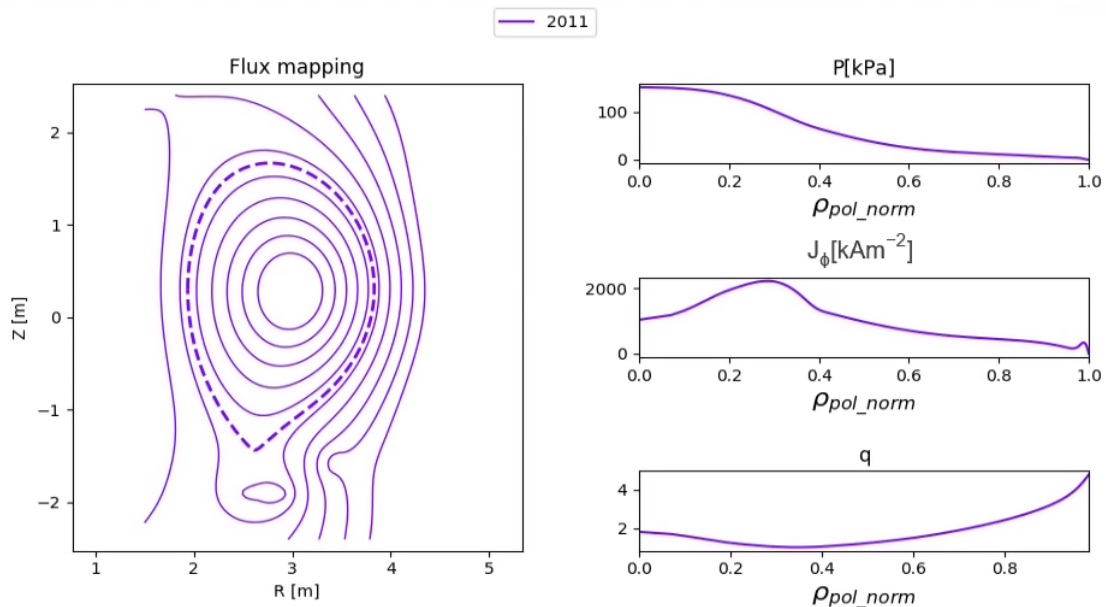 2011
Flux mapping
Z [m]
2
1
0
−1
−2
1 2 3 4 5
R [m]
P[kPa]
100
0
0.0 0.2 0.4 0.6 0.8 1.0
ρpol_norm
Jϕ[kAm−2]
2000
0
0.0 0.2 0.4 0.6 0.8 1.0
ρpol_norm
q
4
2
0.0 0.2 0.4 0.6 0.8
ρpol_norm